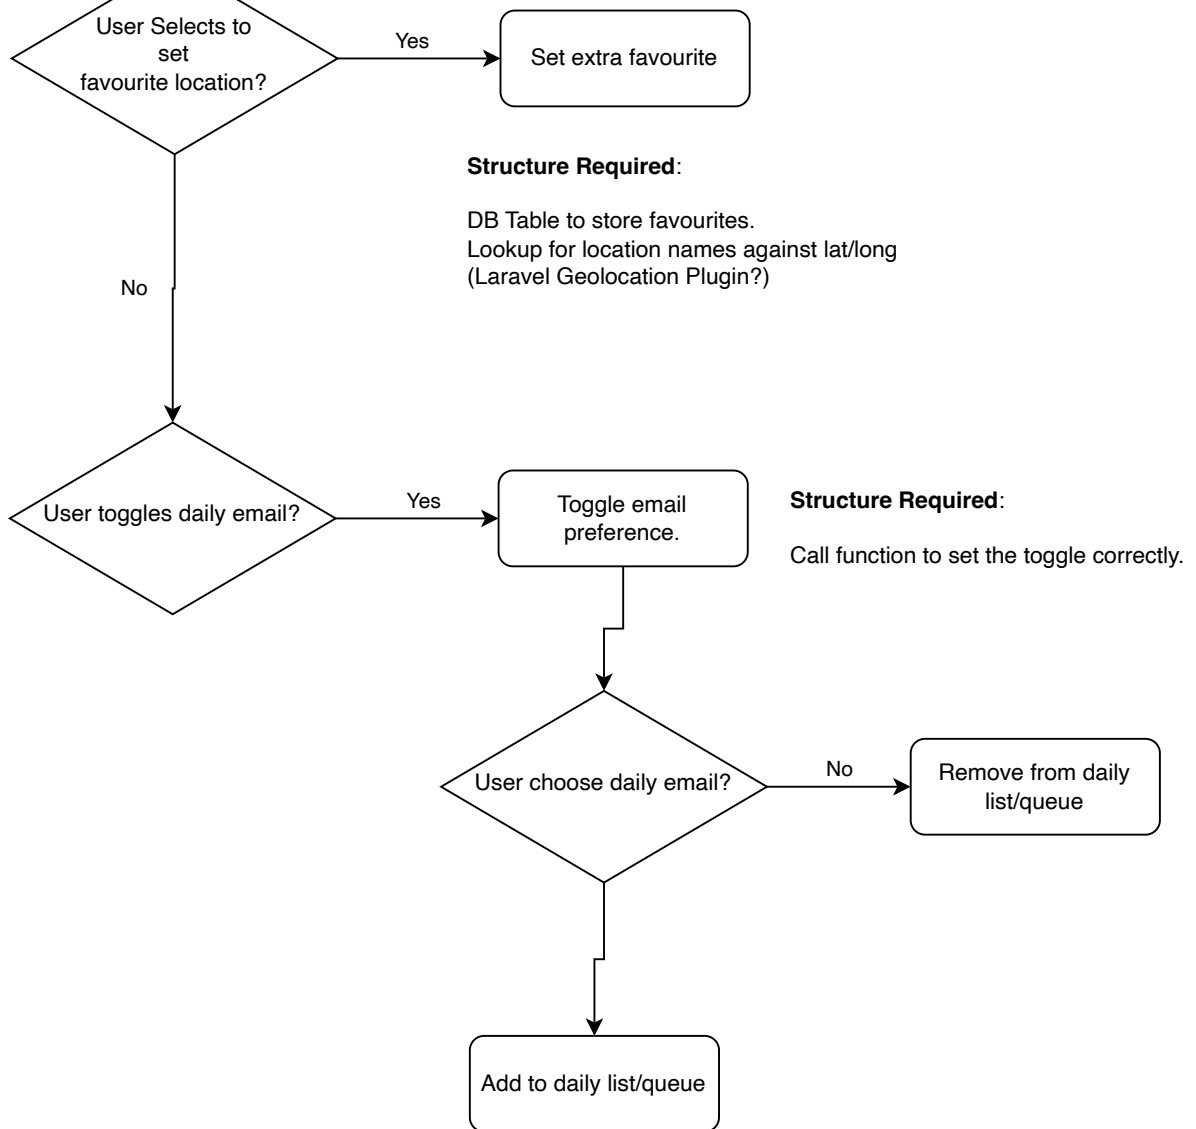 User Selects to
set
favourite location?
Yes
Set extra favourite
Structure Required:
DB Table to store favourites.
Lookup for location names against lat/long
(Laravel Geolocation Plugin?)
No
User toggles daily email?
Yes
Toggle email
preference.
Structure Required:
Call function to set the toggle correctly.
User choose daily email?
No
Remove from daily
list/queue
Add to daily list/queue